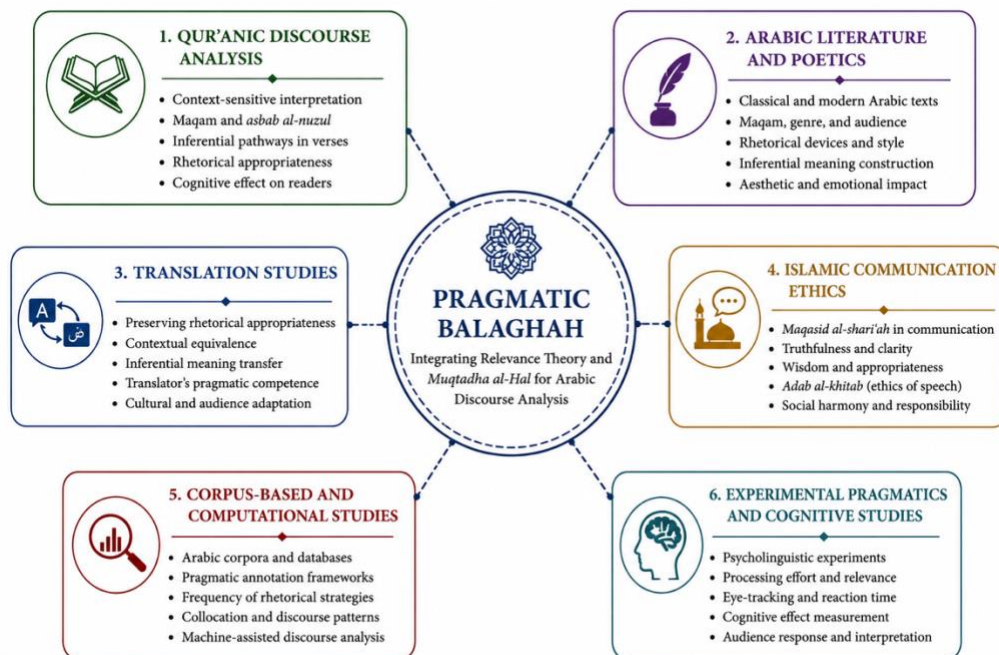 1. QUR'ANIC DISCOURSE
ANALYSIS
• Context-sensitive interpretation
• Maqam and asbab al-nuzul
• Inferential pathways in verses
• Rhetorical appropriateness
• Cognitive effect on readers
2. ARABIC LITERATURE
AND POETICS
• Classical and modern Arabic texts
• Maqam, genre, and audience
• Rhetorical devices and style
• Inferential meaning construction
• Aesthetic and emotional impact
PRAGMATIC
BALAGHAH
Integrating Relevance Theory and
Muqtadha al-Hal for Arabic
Discourse Analysis
3. TRANSLATION STUDIES
A
ض
• Preserving rhetorical appropriateness
• Contextual equivalence
• Inferential meaning transfer
• Translator's pragmatic competence
• Cultural and audience adaptation
4. ISLAMIC COMMUNICATION
ETHICS
• Maqasid al-shari'ah in communication
• Truthfulness and clarity
• Wisdom and appropriateness
• Adab al-khitab (ethics of speech)
• Social harmony and responsibility
5. CORPUS-BASED AND
COMPUTATIONAL STUDIES
• Arabic corpora and databases
• Pragmatic annotation frameworks
• Frequency of rhetorical strategies
• Collocation and discourse patterns
• Machine-assisted discourse analysis
6. EXPERIMENTAL PRAGMATICS
AND COGNITIVE STUDIES
• Psycholinguistic experiments
• Processing effort and relevance
• Eye-tracking and reaction time
• Cognitive effect measurement
• Audience response and interpretation